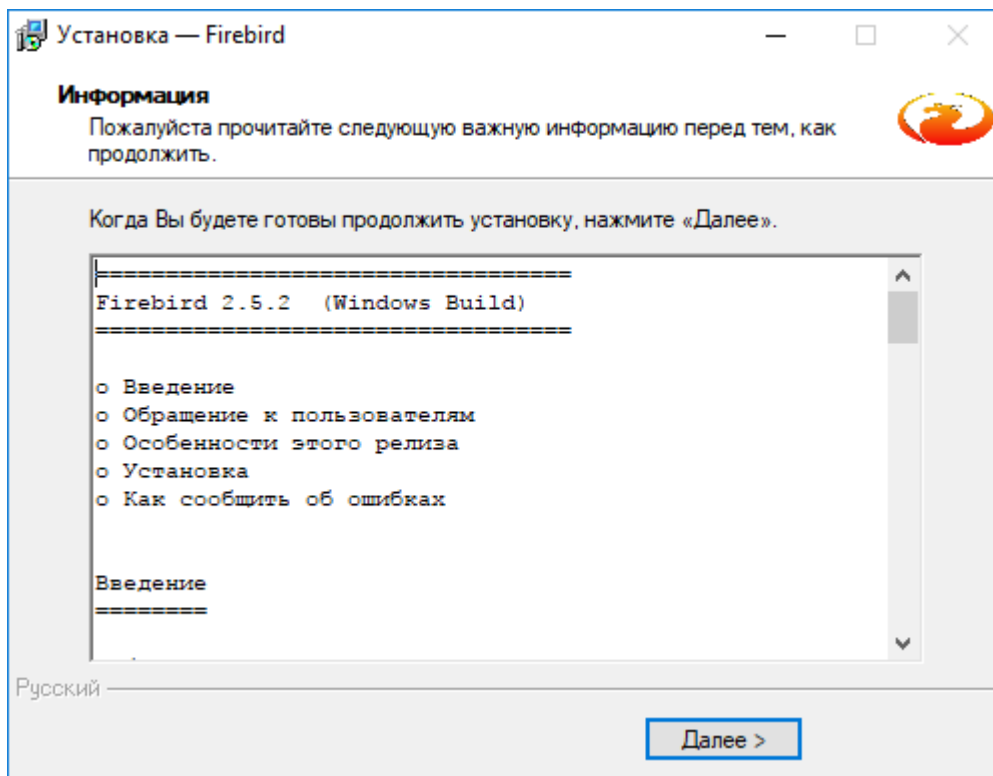 Установка — Firebird
Информация
Пожалуйста прочитайте следующую важную информацию перед тем, как
продолжить.
Когда Вы будете готовы продолжить установку, нажмите «Далее».
==================================
Firebird 2.5.2  (Windows Build)
==================================
o Введение
o Обращение к пользователям
o Особенности этого релиза
o Установка
o Как сообщить об ошибках
Введение
========
Русский
Далее >